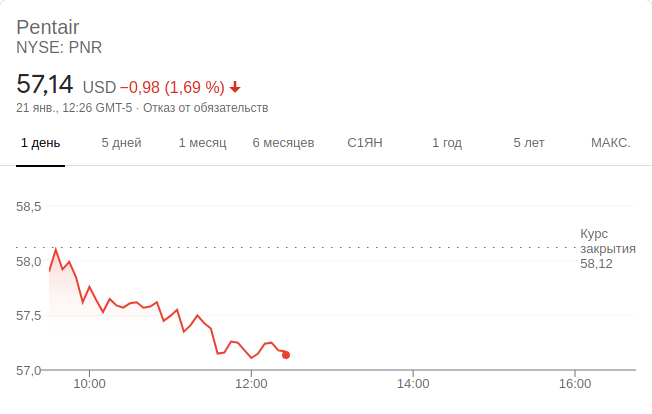 Pentair
NYSE: PNR
57,14 USD −0,98 (1,69 %)
21 янв., 12:26 GMT-5 · Отказ от обязательств
1 день 5 дней 1 месяц 6 месяцев С1ЯН 1 год 5 лет МАКС.
58,5
58,0
57,5
57,0
Курс
закрытия
58,12
10:00 12:00 14:00 16:00